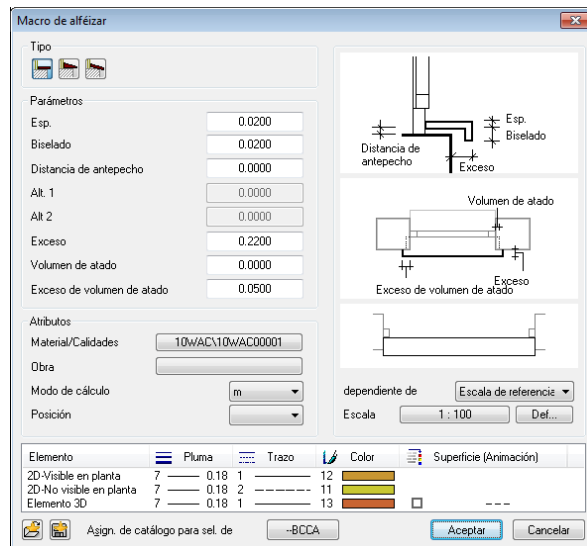 Macro de alféizar
Tipo
Parámetros
Esp. 0.0200
Biselado 0.0200
Distancia de antepecho 0.0000
Alt. 1 0.0000
Alt 2 0.0000
Exceso 0.2200
Volumen de atado 0.0000
Exceso de volumen de atado 0.0500
Esp.
Biselado
Distancia de
antepecho
Exceso
Volumen de atado
Exceso
Exceso de volumen de atado
Atributos
Material/Calidades 10WAC\10WAC00001
Obra
Modo de cálculo m
Posición
dependiente de Escala de referencia
Escala 1 : 100 Def...
Elemento Pluma Trazo Color Superficie (Animación)
2D-Visible en planta 7 0.18 1 12
2D-No visible en planta 7 0.18 2 11
Elemento 3D 7 0.18 1 13 ---
Asign. de catálogo para sel. de --BCCA Aceptar Cancelar